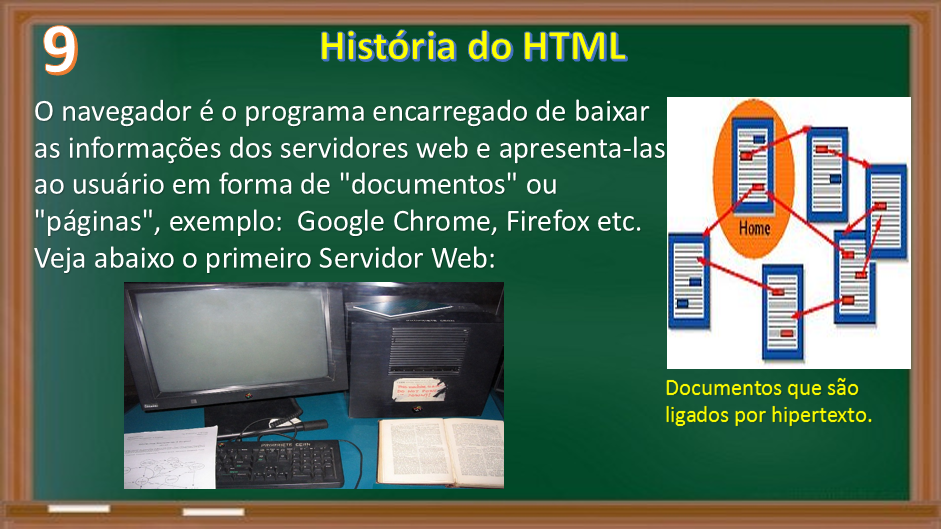 9
História do HTML
O navegador é o programa encarregado de baixar
as informações dos servidores web e apresenta-las
ao usuário em forma de "documentos" ou
"páginas", exemplo:  Google Chrome, Firefox etc.
Veja abaixo o primeiro Servidor Web:
Home
Documentos que são
ligados por hipertexto.